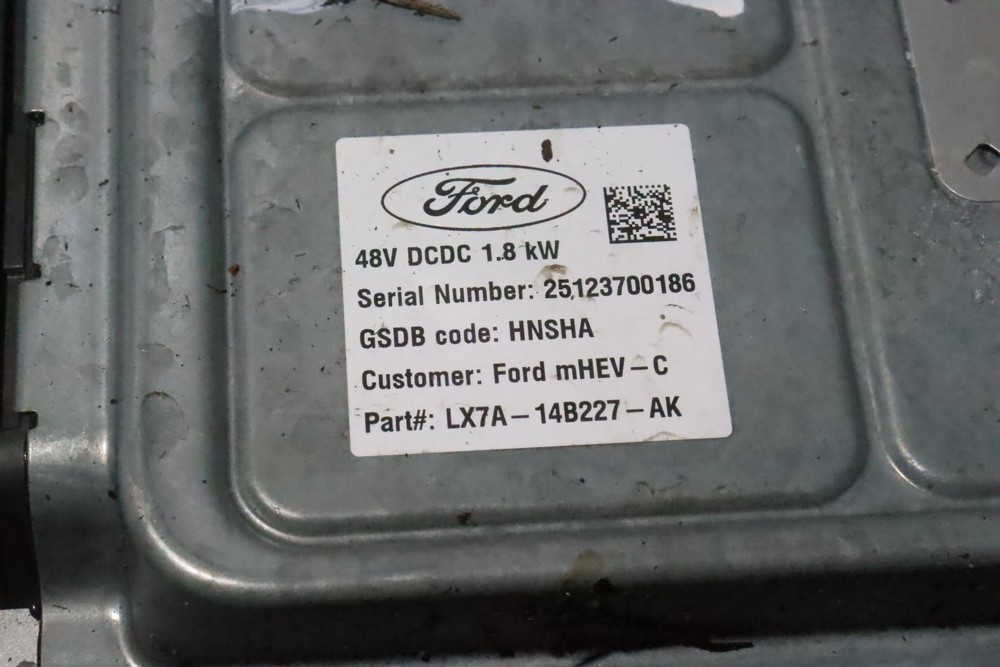 Ford
48V DCDC 1.8 kW
Serial Number: 25123700186
GSDB code: HNSHA
Customer: Ford mHEV-C
Part#: LX7A-14B227-AK